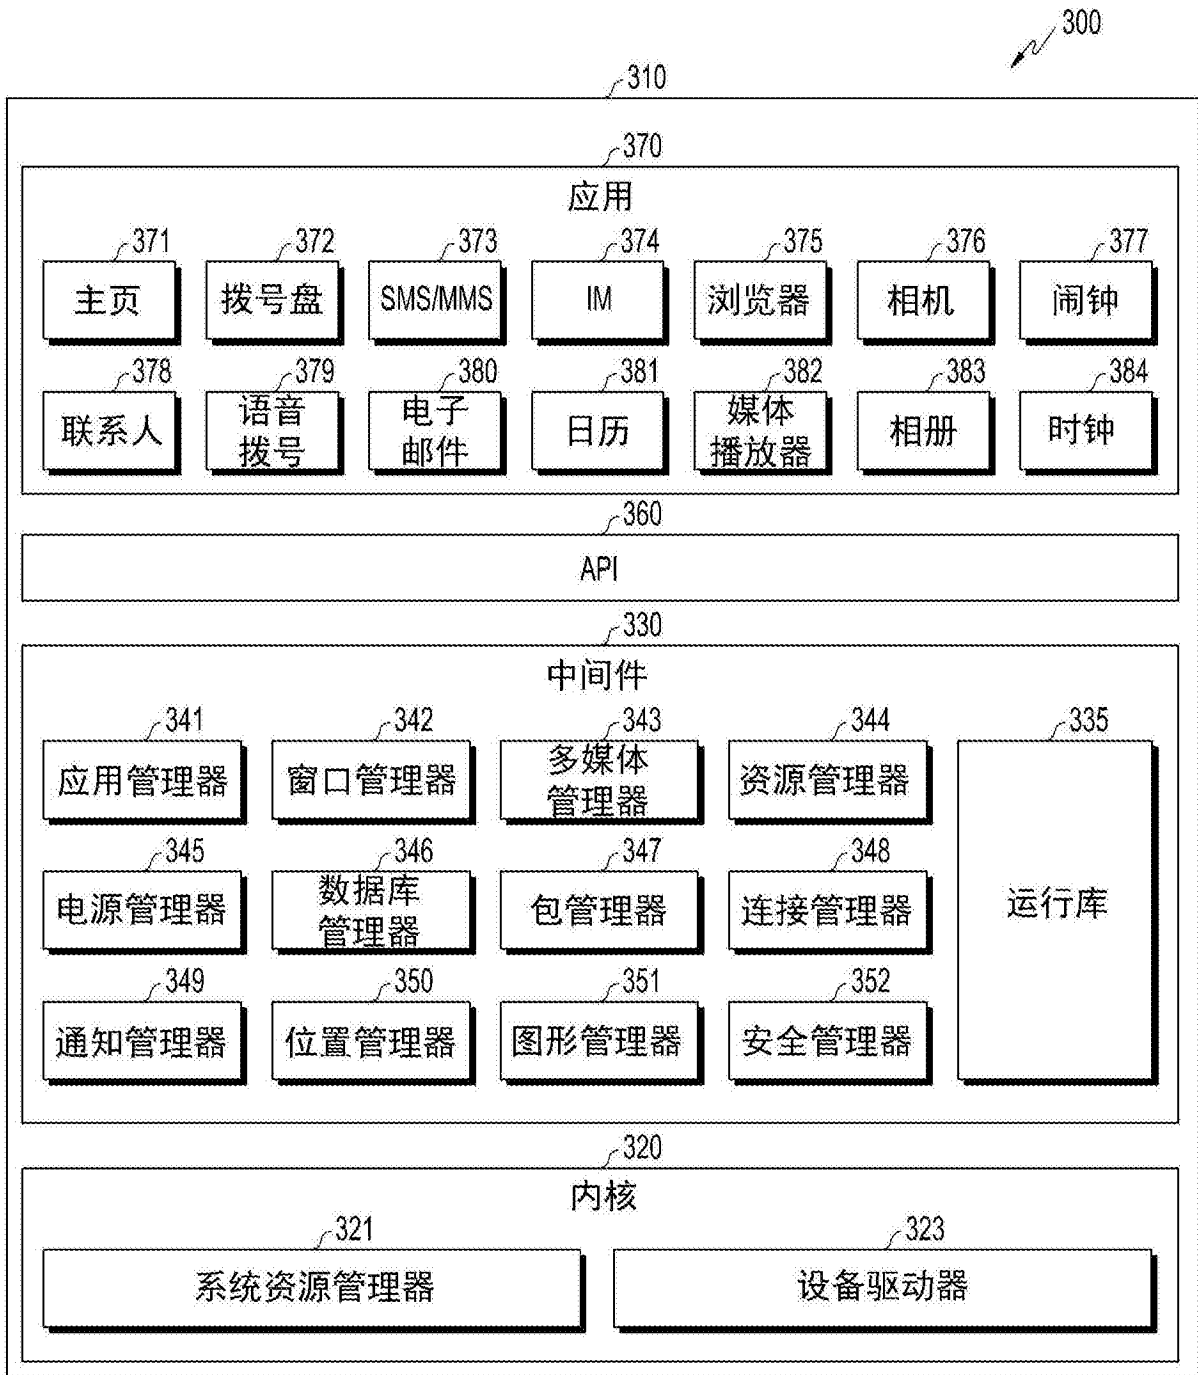 300
310
370
应用
371 372 373 374 375 376 377
主页 拨号盘 SMS/MMS IM 浏览器 相机 闹钟
378 379 380 381 382 383 384
联系人 语音拨号 电子邮件 日历 媒体播放器 相册 时钟
360
API
330
中间件
341 342 343 344 335
应用管理器 窗口管理器 多媒体管理器 资源管理器
345 346 347 348
电源管理器 数据库管理器 包管理器 连接管理器 运行库
349 350 351 352
通知管理器 位置管理器 图形管理器 安全管理器
320
内核
321 323
系统资源管理器 设备驱动器